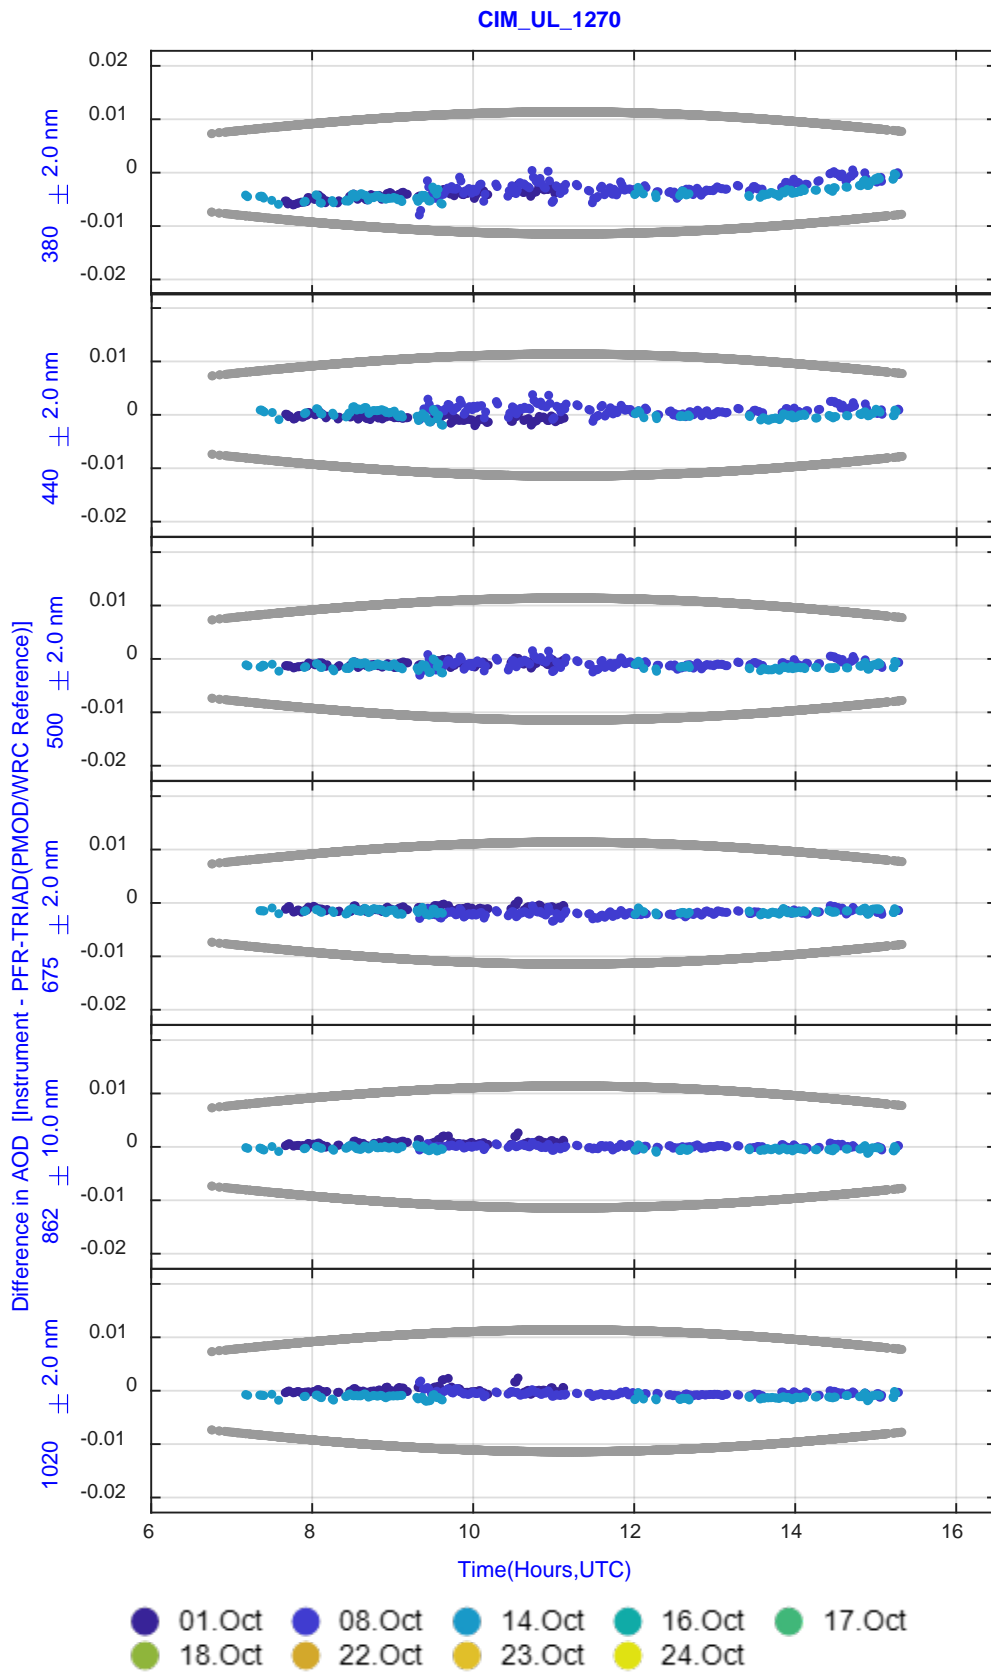 CIM_UL_1270
Difference in AOD [Instrument - PFR-TRIAD(PMOD/WRC Reference)]
380 ± 2.0 nm
0.02
0.01
0
-0.01
-0.02
440 ± 2.0 nm
0.01
0
-0.01
-0.02
500 ± 2.0 nm
0.01
0
-0.01
-0.02
675 ± 2.0 nm
0.01
0
-0.01
-0.02
862 ± 10.0 nm
0.01
0
-0.01
-0.02
1020 ± 2.0 nm
0.01
0
-0.01
-0.02
6 8 10 12 14 16
Time(Hours,UTC)
01.Oct 08.Oct 14.Oct 16.Oct 17.Oct
18.Oct 22.Oct 23.Oct 24.Oct